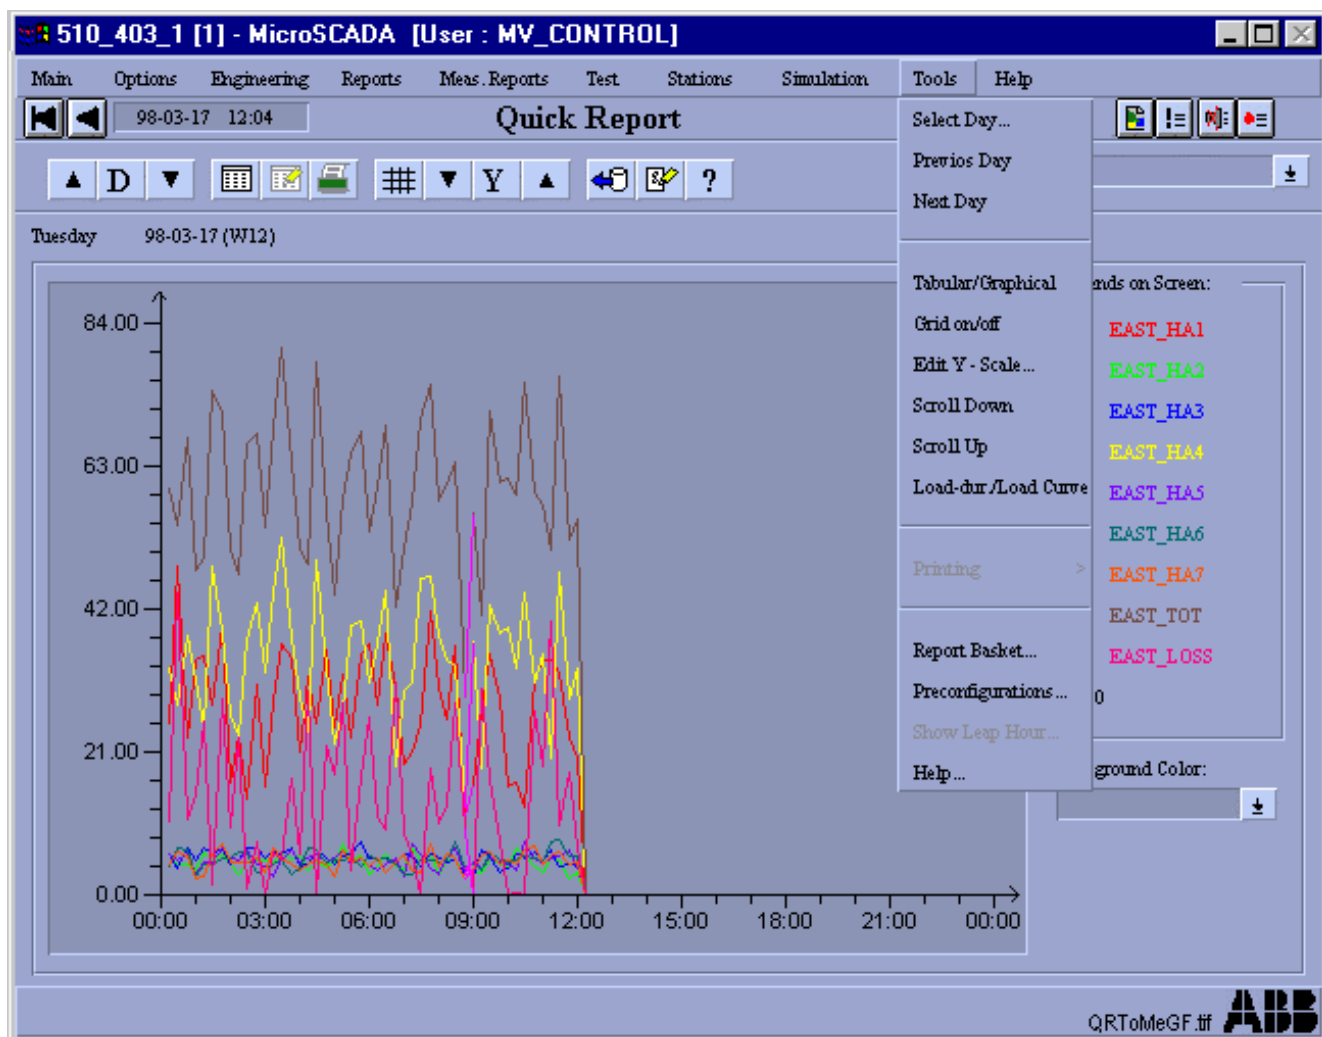 510_403_1 [1] - MicroSCADA [User : MV_CONTROL]
Main Options Engineering Reports Meas.Reports Test Stations Simulation Tools Help
98-03-17 12:04
Quick Report
D Y ?
Tuesday 98-03-17 (W12)
Select Day...
Previos Day
Next Day
Tabular/Graphical
Grid on/off
Edit Y - Scale...
Scroll Down
Scroll Up
Load-dur./Load Curve
Printing >
Report Basket...
Preconfigurations...
Show Leap Hour...
Help...
nds on Screen:
EAST_HA1
EAST_HA2
EAST_HA3
EAST_HA4
EAST_HA5
EAST_HA6
EAST_HA7
EAST_TOT
EAST_LOSS
0
ground Color:
84.00
63.00
42.00
21.00
0.00
00:00 03:00 06:00 09:00 12:00 15:00 18:00 21:00 00:00
QRToMeGF.tif ABB